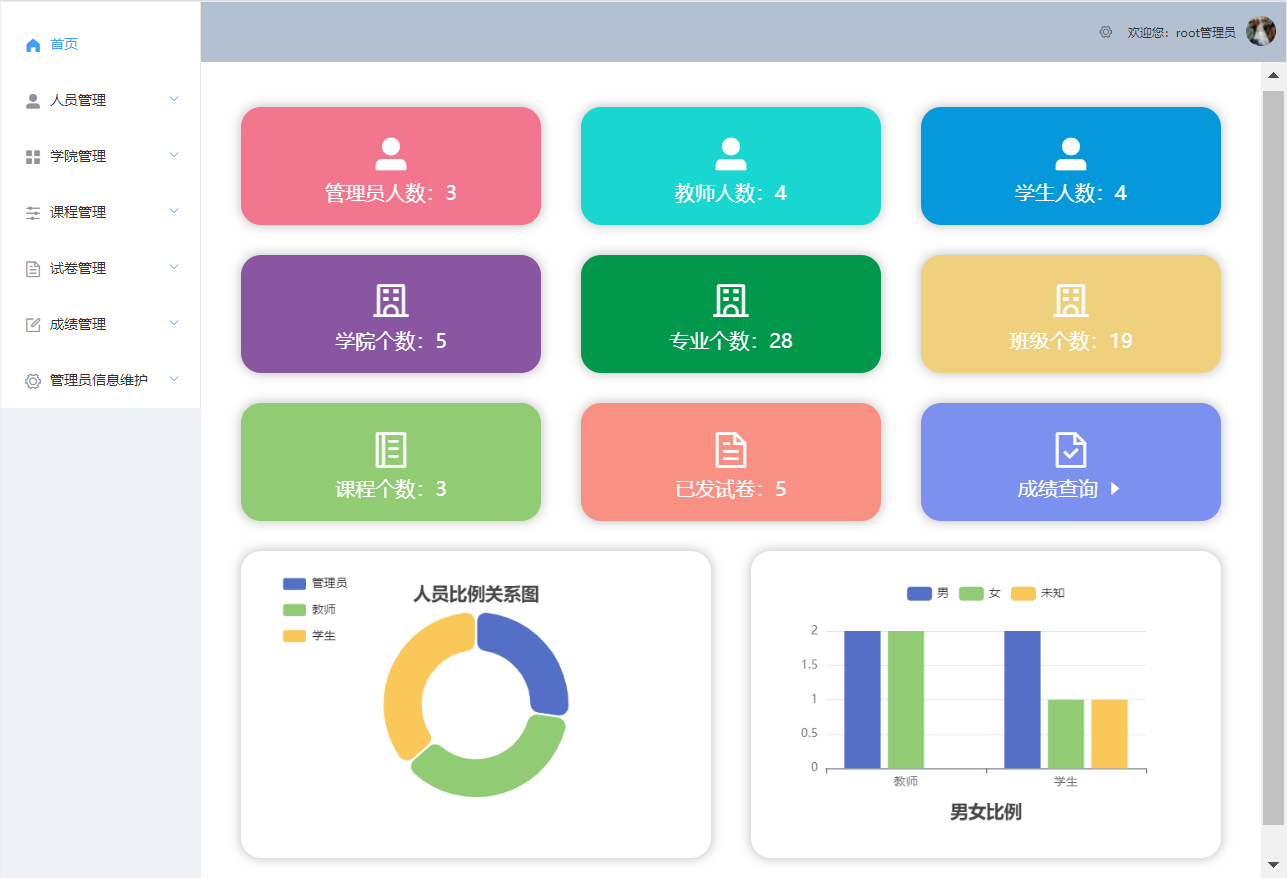 首页
人员管理
学院管理
课程管理
试卷管理
成绩管理
管理员信息维护
欢迎您：root管理员
管理员人数：3
教师人数：4
学生人数：4
学院个数：5
专业个数：28
班级个数：19
课程个数：3
已发试卷：5
成绩查询
管理员
教师
学生
人员比例关系图
男 女 未知
2
1.5
1
0.5
0
教师 学生
男女比例